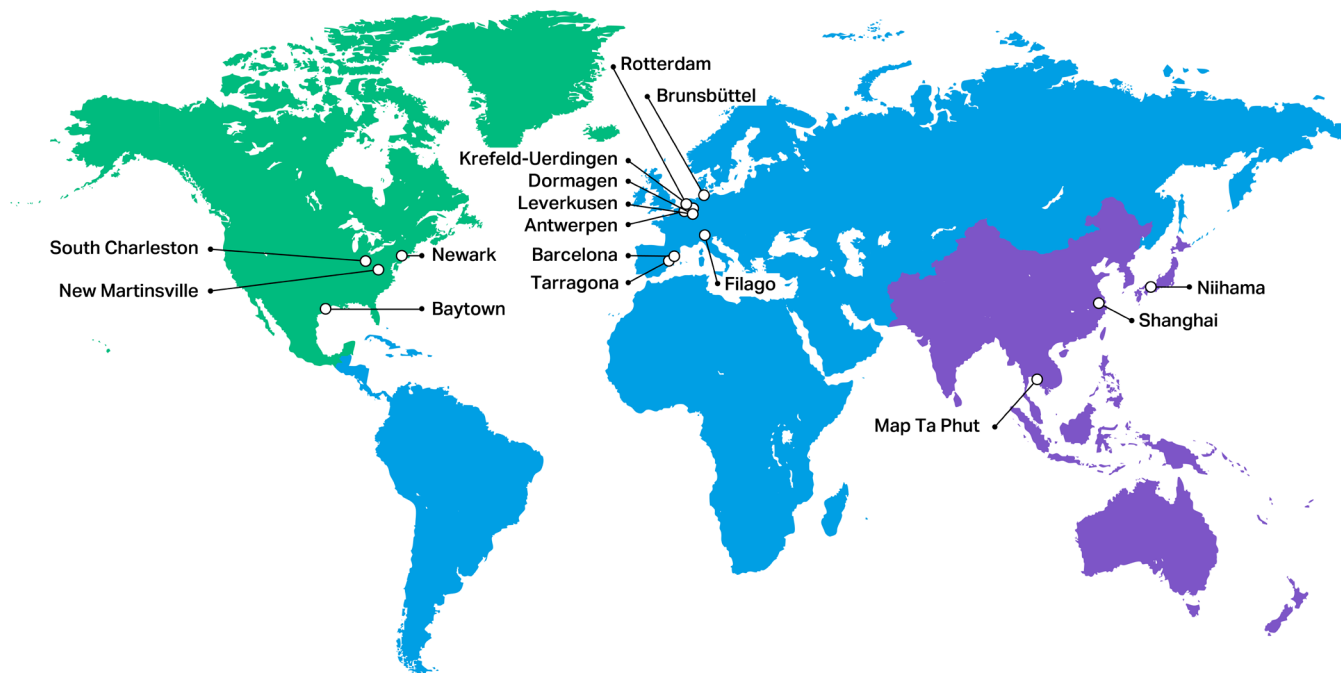 Rotterdam
Brunsbüttel
Krefeld-Uerdingen
Dormagen
Leverkusen
Antwerpen
South Charleston
Newark
Barcelona
New Martinsville
Tarragona
Filago
Niihama
Baytown
Shanghai
Map Ta Phut